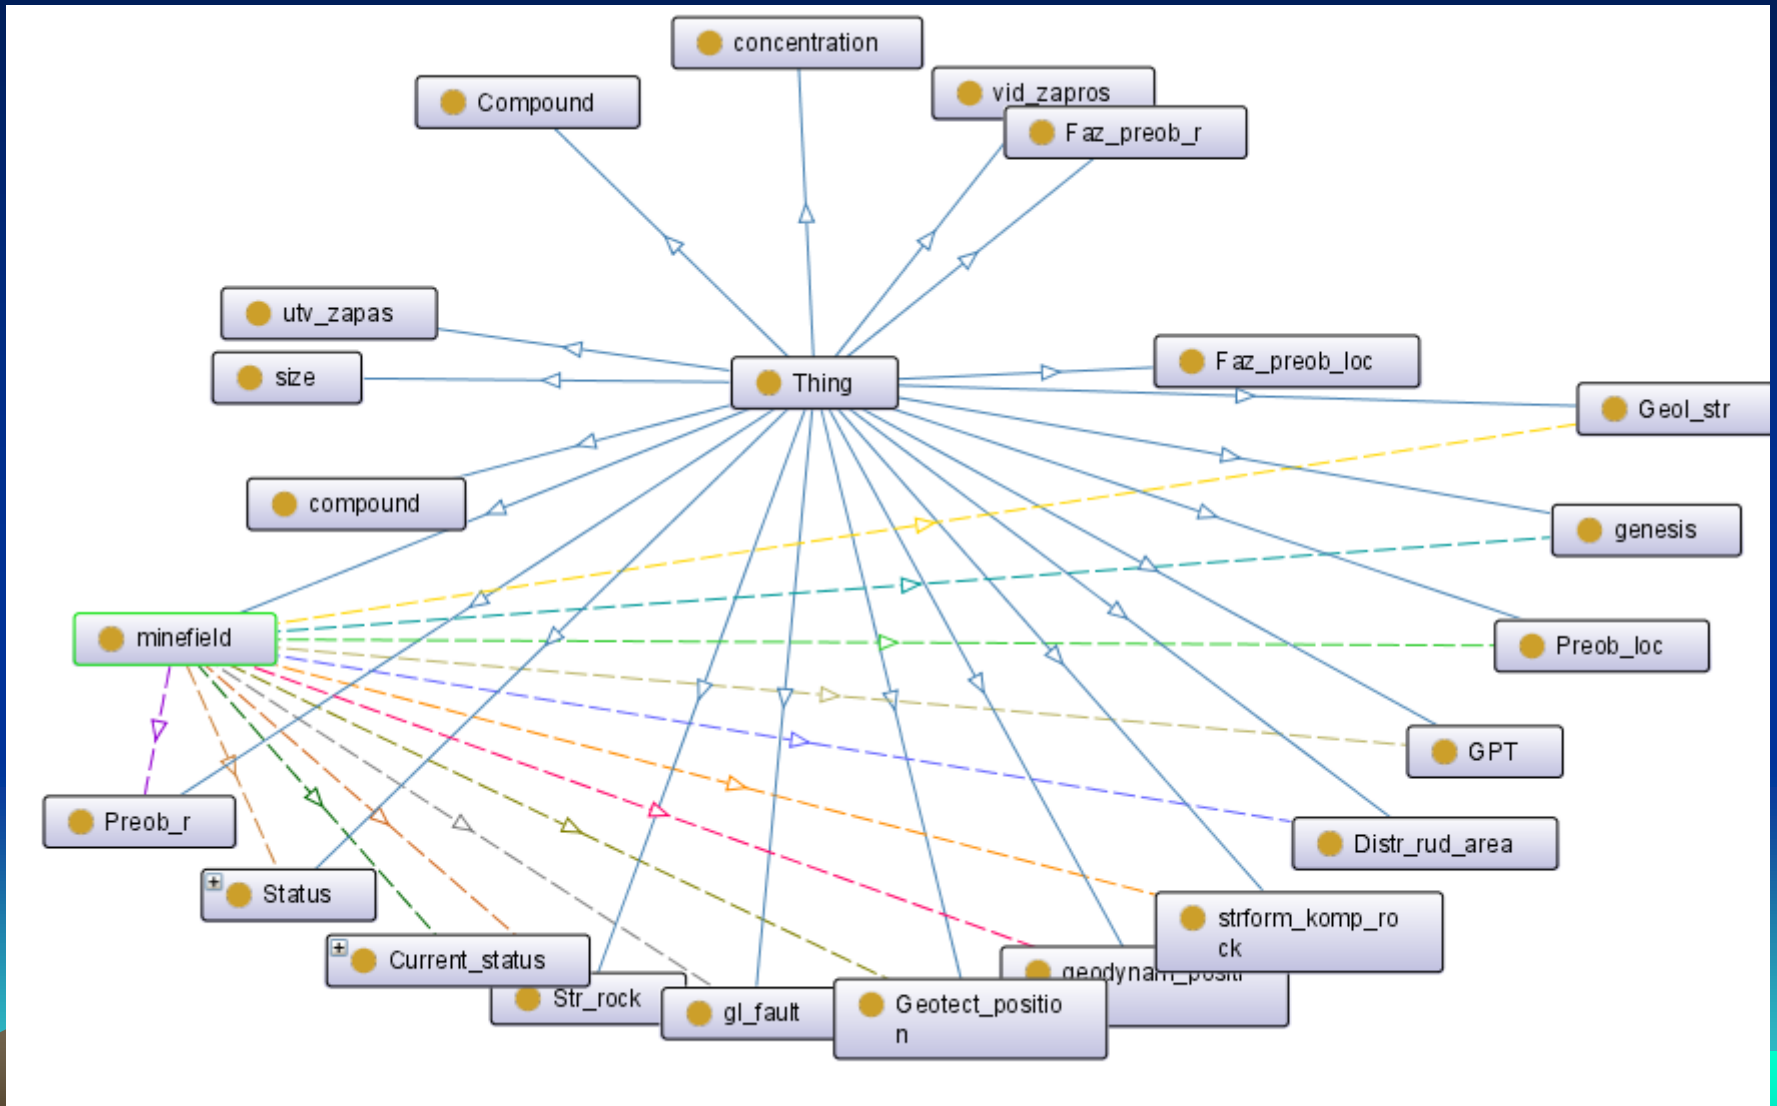 concentration
Compound
vid_zapros
Faz_preob_r
utv_zapas
Faz_preob_loc
size
Thing
Geol_str
compound
genesis
minefield
Preob_loc
GPT
Preob_r
Distr_rud_area
Status
strform_komp_ro
ck
Current_status
geodynam_positi
Str_rock
gl_fault
Geotect_positio
n